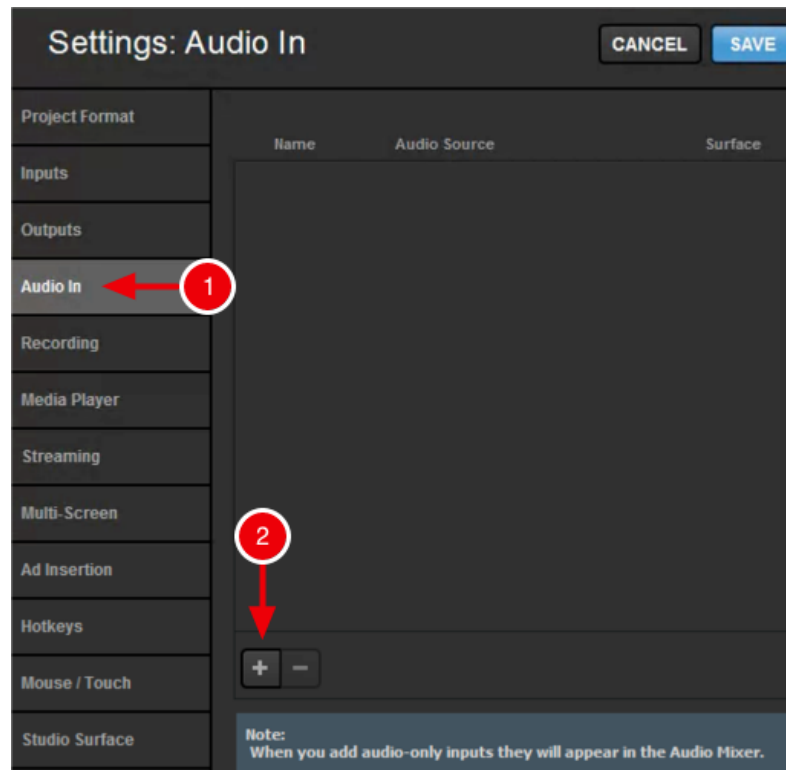 Settings: Audio In
CANCEL
SAVE
Project Format
Inputs
Outputs
Audio In
1
Recording
Media Player
Streaming
Multi-Screen
Ad Insertion
Hotkeys
Mouse / Touch
Studio Surface
Name Audio Source Surface
2
+ −
Note:
When you add audio-only inputs they will appear in the Audio Mixer.